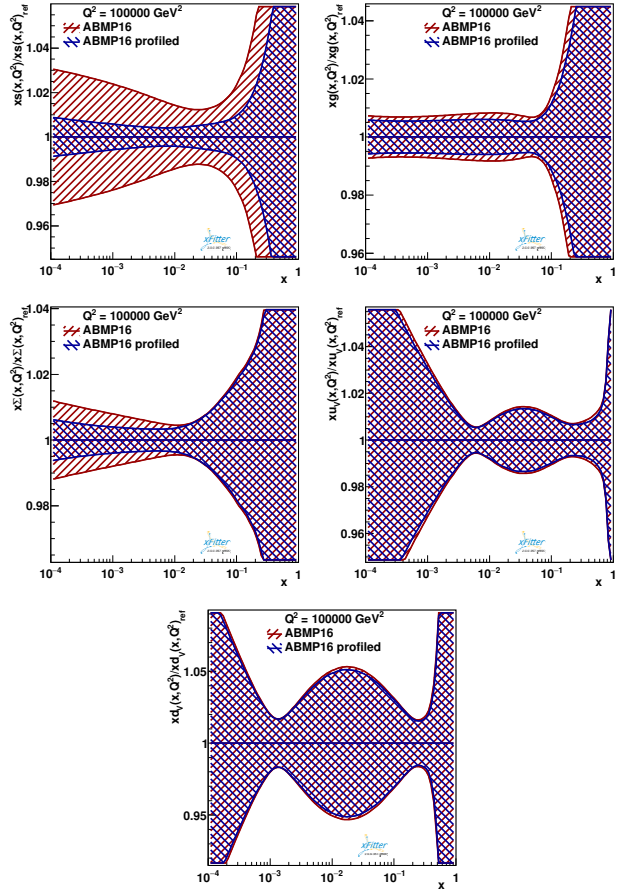 xs(x,Q²)/xs(x,Q²)ref
Q² = 100000 GeV²
ABMP16
ABMP16 profiled
1.04
1.02
1
0.98
0.96
xFitter
10⁻⁴ 10⁻³ 10⁻² 10⁻¹ 1
x
xg(x,Q²)/xg(x,Q²)ref
Q² = 100000 GeV²
ABMP16
ABMP16 profiled
1.04
1.02
1
0.98
0.96
xFitter
10⁻⁴ 10⁻³ 10⁻² 10⁻¹ 1
x
xΣ(x,Q²)/xΣ(x,Q²)ref
Q² = 100000 GeV²
ABMP16
ABMP16 profiled
1.04
1.02
1
0.98
xFitter
10⁻⁴ 10⁻³ 10⁻² 10⁻¹ 1
x
xuV(x,Q²)/xuV(x,Q²)ref
Q² = 100000 GeV²
ABMP16
ABMP16 profiled
1.04
1.02
1
0.98
0.96
xFitter
10⁻⁴ 10⁻³ 10⁻² 10⁻¹ 1
x
xdV(x,Q²)/xdV(x,Q²)ref
Q² = 100000 GeV²
ABMP16
ABMP16 profiled
1.05
1
0.95
xFitter
10⁻⁴ 10⁻³ 10⁻² 10⁻¹ 1
x